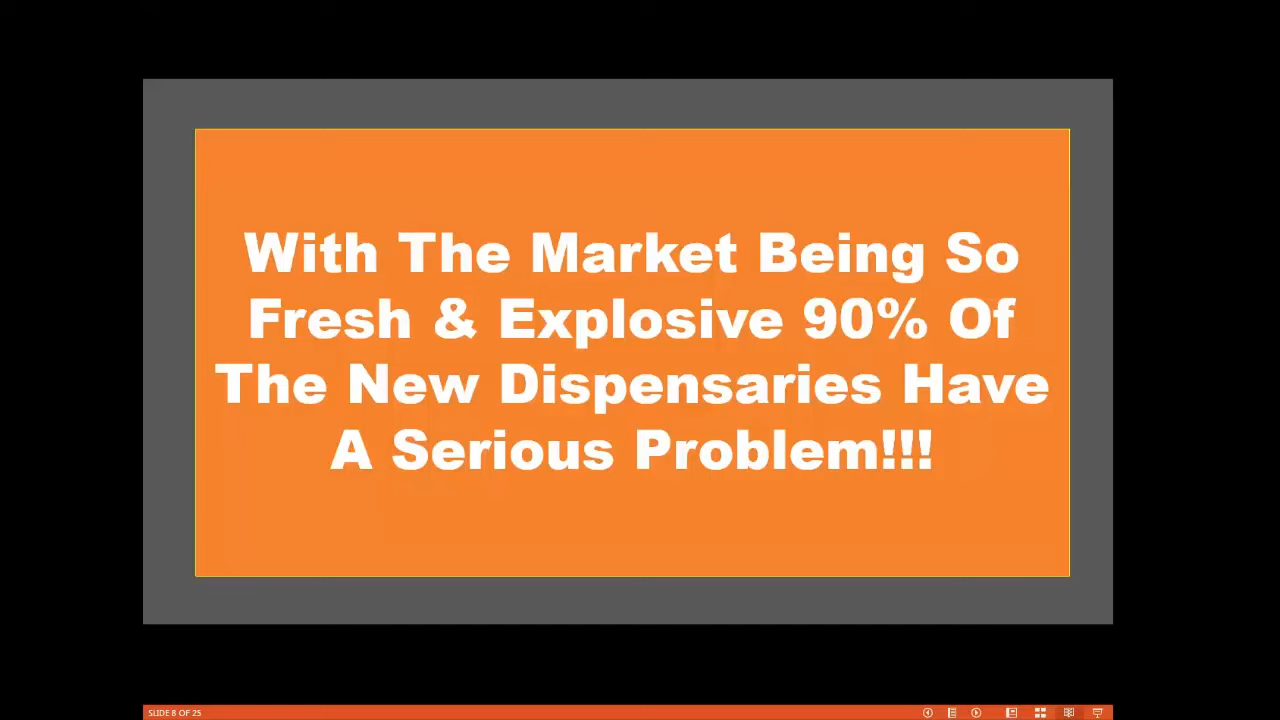 With The Market Being So
Fresh & Explosive 90% Of
The New Dispensaries Have
A Serious Problem!!!
SLIDE 8 OF 25